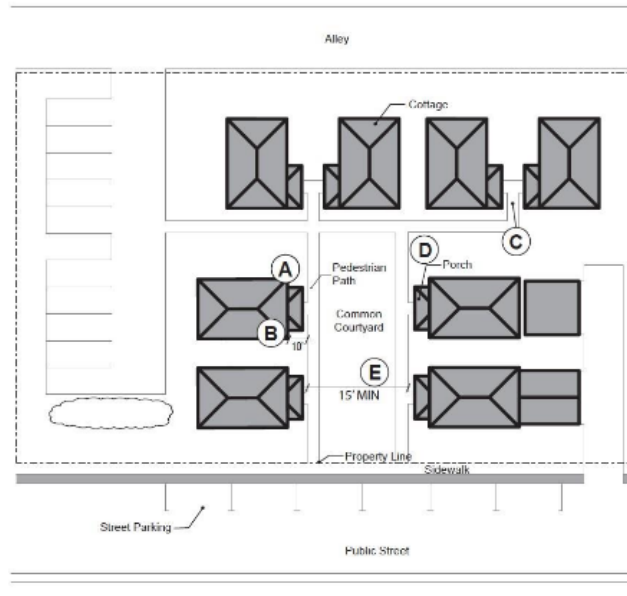 Alley
Cottage
C
A
D
Porch
Pedestrian
Path
Common
Courtyard
B
10'
E
15' MIN
Property Line
Sidewalk
Street Parking
Public Street